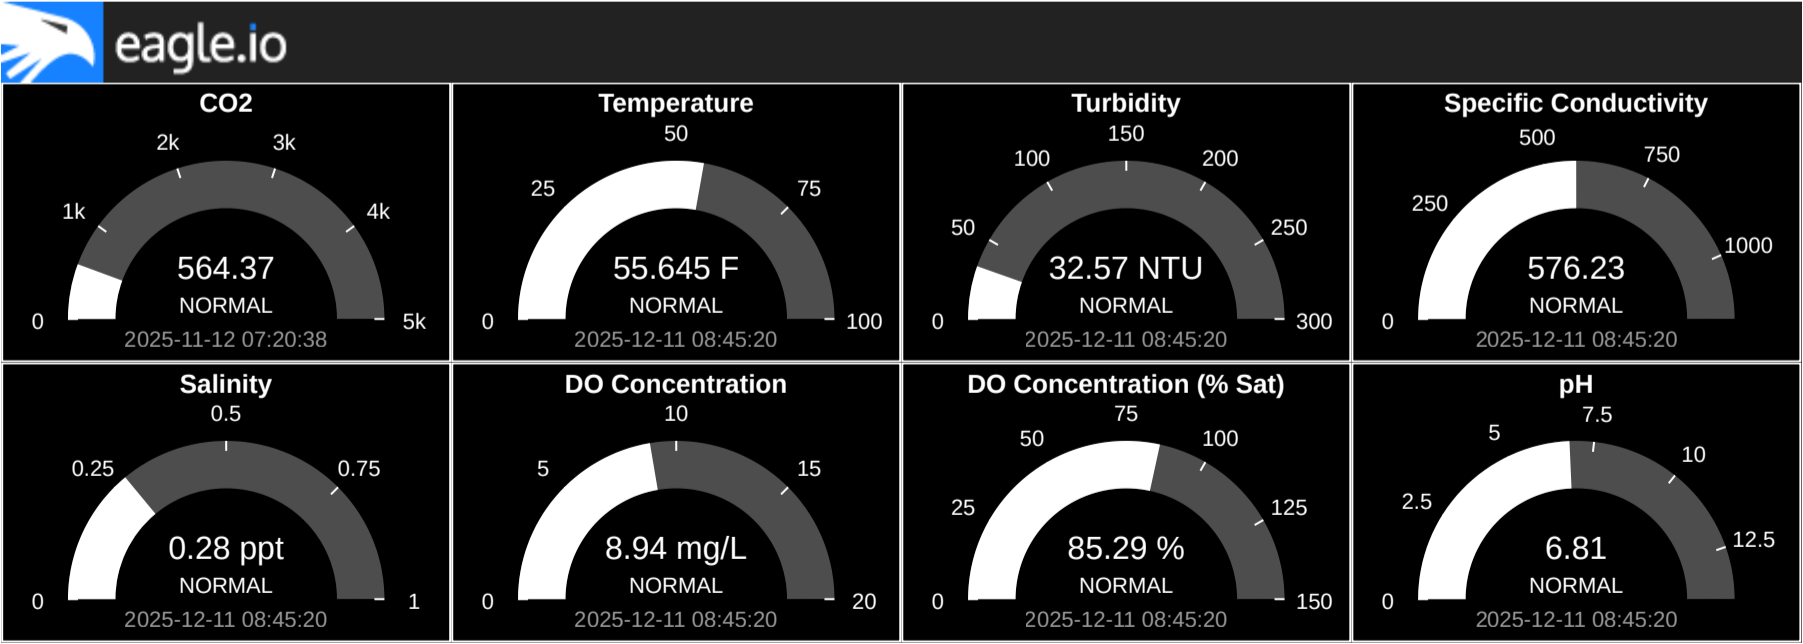 eagle.io
CO2
2k 3k
1k 4k
564.37
NORMAL
0 5k
2025-11-12 07:20:38
Temperature
50
25 75
55.645 F
NORMAL
0 100
2025-12-11 08:45:20
Turbidity
150
100 200
50 250
32.57 NTU
NORMAL
0 300
2025-12-11 08:45:20
Specific Conductivity
500
750
250
1000
576.23
NORMAL
0
2025-12-11 08:45:20
Salinity
0.5
0.25 0.75
0.28 ppt
NORMAL
0 1
2025-12-11 08:45:20
DO Concentration
10
5 15
8.94 mg/L
NORMAL
0 20
2025-12-11 08:45:20
DO Concentration (% Sat)
75
50 100
25 125
85.29 %
NORMAL
0 150
2025-12-11 08:45:20
pH
7.5
5
10
2.5
12.5
6.81
NORMAL
0
2025-12-11 08:45:20